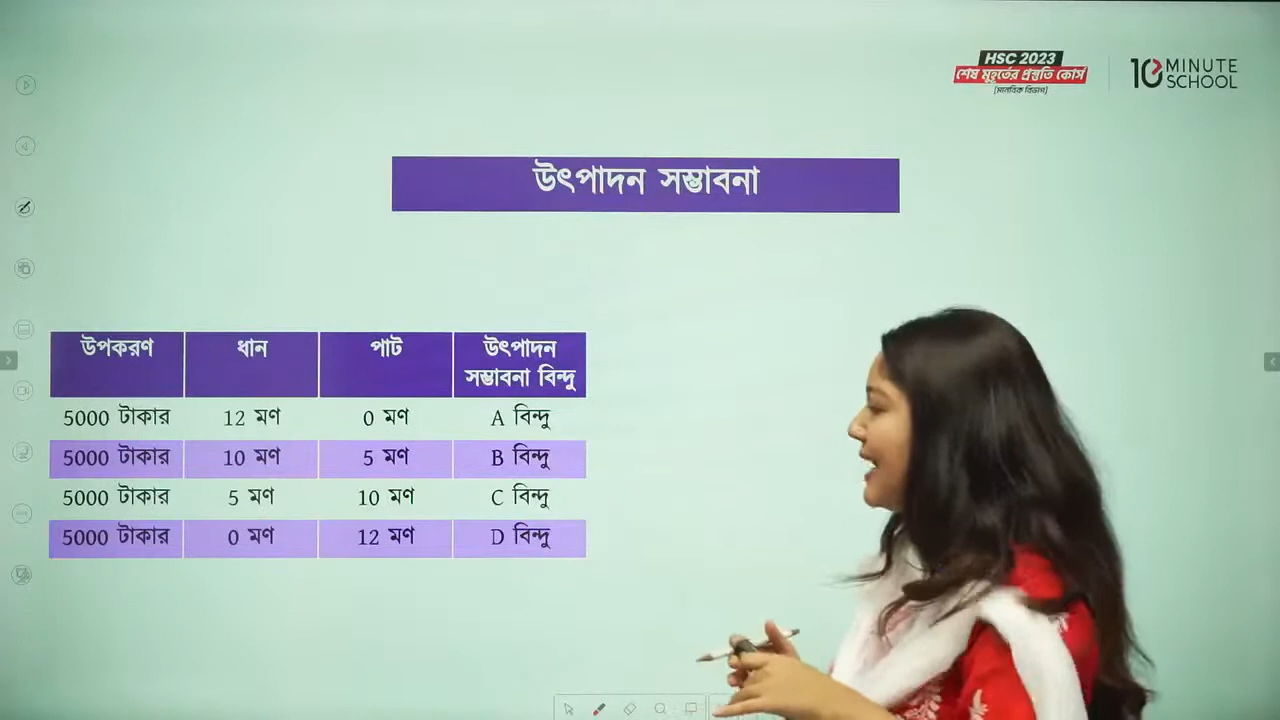 HSC 2023
শেষ মুহূর্তের প্রস্তুতি কোর্স
[মানবিক বিভাগ]
10 MINUTE SCHOOL
উৎপাদন সম্ভাবনা
উপকরণ ধান পাট উৎপাদন সম্ভাবনা বিন্দু
5000 টাকার 12 মণ 0 মণ A বিন্দু
5000 টাকার 10 মণ 5 মণ B বিন্দু
5000 টাকার 5 মণ 10 মণ C বিন্দু
5000 টাকার 0 মণ 12 মণ D বিন্দু